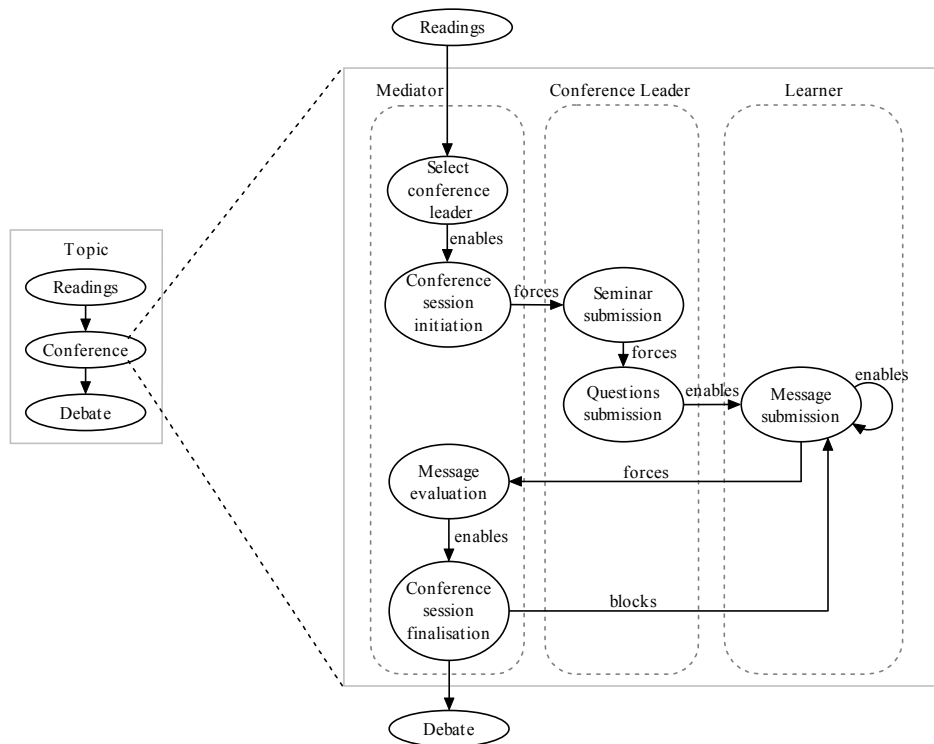 Readings
Mediator
Conference Leader
Learner
Select
conference
leader
enables
Conference
session
initiation
forces
Seminar
submission
forces
Questions
submission
enables
Message
submission
enables
Topic
Readings
Conference
Debate
Message
evaluation
forces
enables
Conference
session
finalisation
blocks
Debate